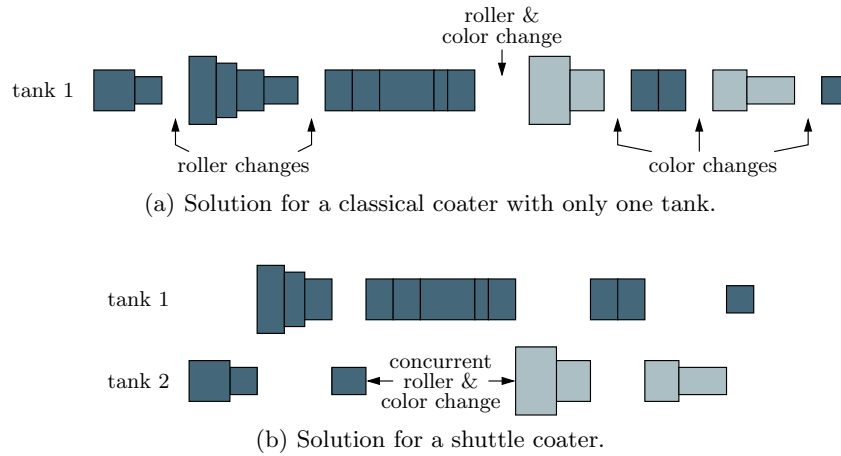 roller &
color change
tank 1
roller changes
color changes
(a) Solution for a classical coater with only one tank.
tank 1
tank 2
concurrent
roller &
color change
(b) Solution for a shuttle coater.